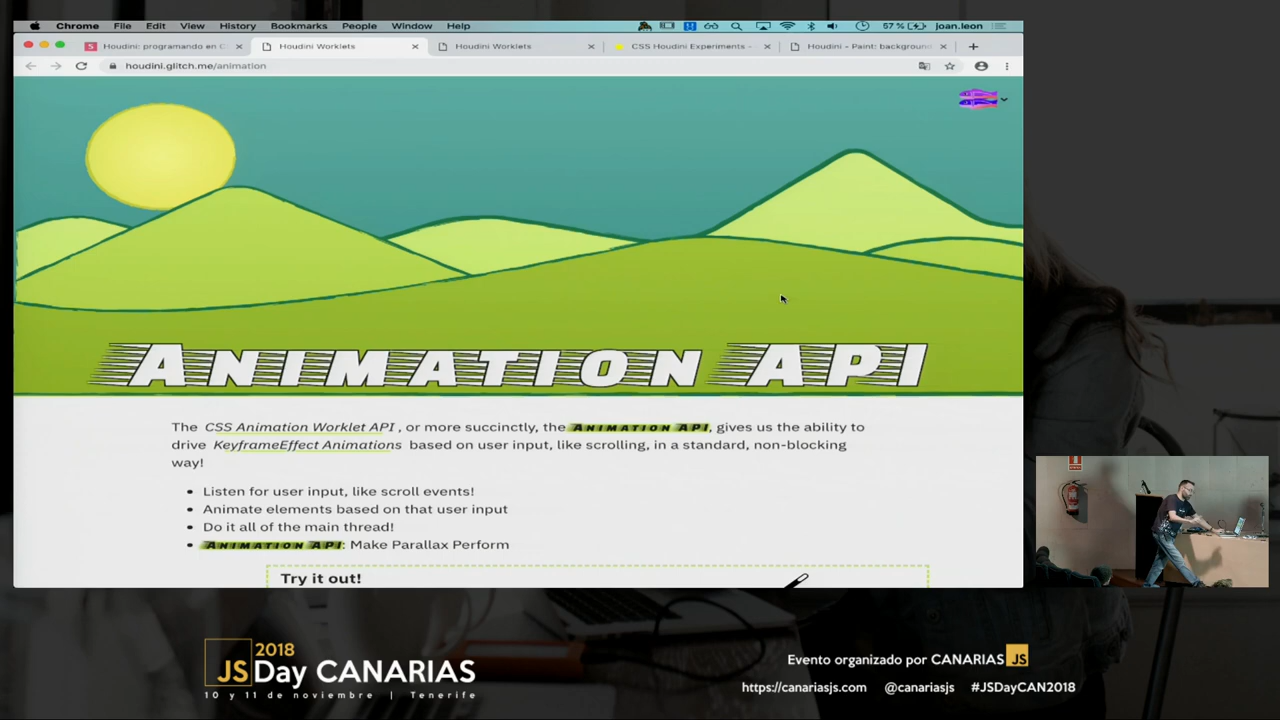 Chrome File Edit View History Bookmarks People Window Help 57 % joan.leon
Houdini: programando en C
Houdini Worklets
Houdini Worklets
CSS Houdini Experiments -
Houdini – Paint: background
houdini.glitch.me/animation
ANIMATION API
The CSS Animation Worklet API , or more succinctly, the ANIMATION API, gives us the ability to
drive KeyframeEffect Animations based on user input, like scrolling, in a standard, non-blocking
way!
• Listen for user input, like scroll events!
• Animate elements based on that user input
• Do it all of the main thread!
• ANIMATION API: Make Parallax Perform
Try it out!
2018
JSDay CANARIAS
10 y 11 de noviembre | Tenerife
Evento organizado por CANARIAS JS
https://canariasjs.com @canariasjs #JSDayCAN2018